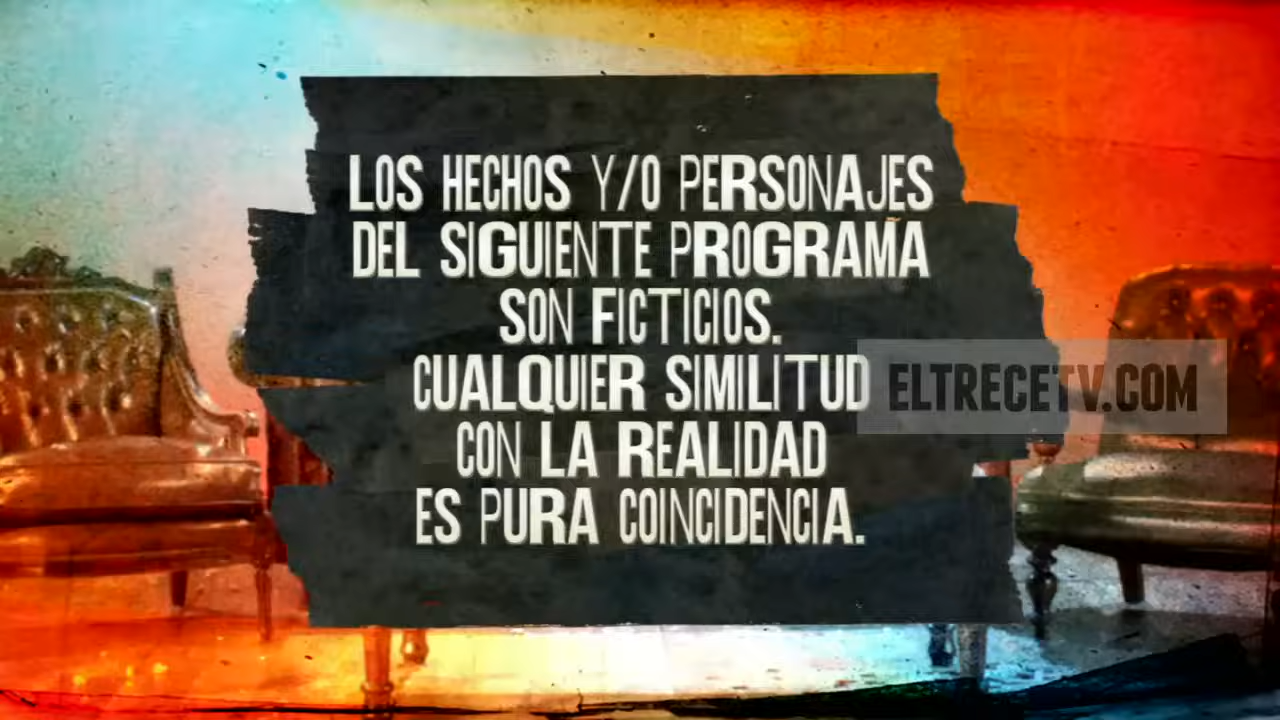 LOS HECHOS Y/O PERSONAJES
DEL SIGUIENTE PROGRAMA
SON FICTICIOS.
CUALQUIER SIMILITUD
ELTRECETV.COM
CON LA REALIDAD
ES PURA COINCIDENCIA.